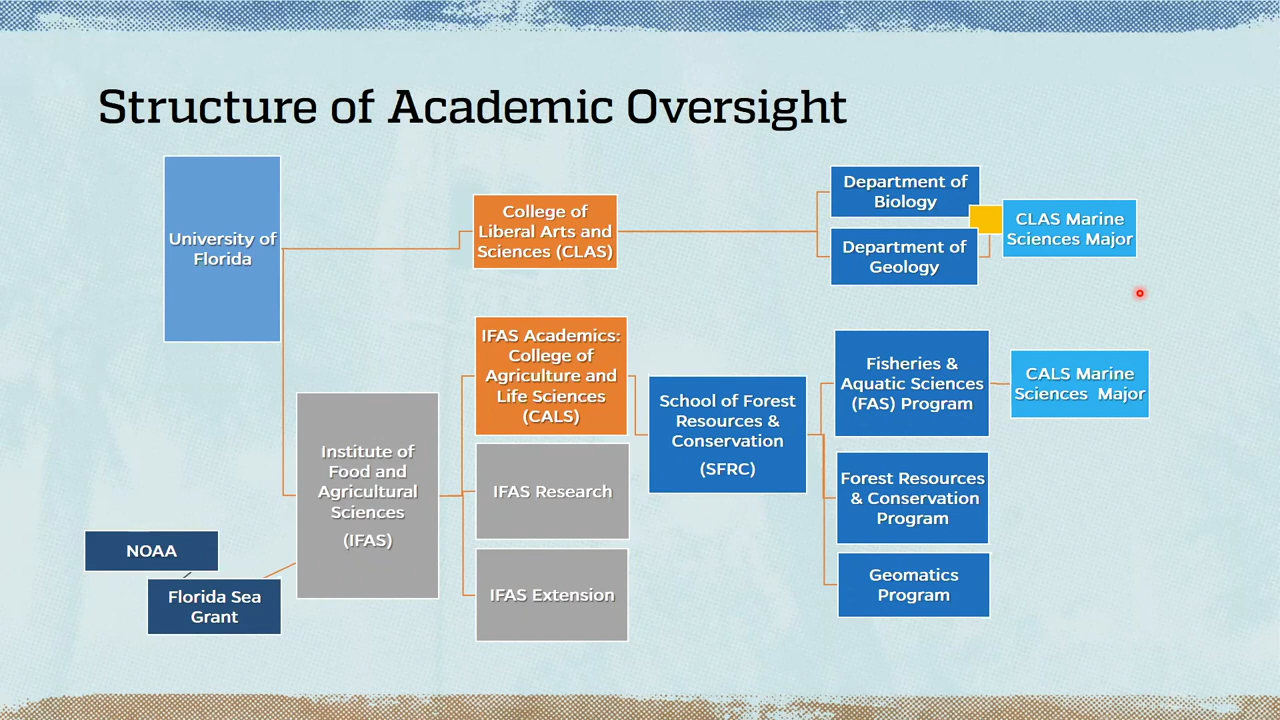 Structure of Academic Oversight
University of
Florida
College of
Liberal Arts and
Sciences (CLAS)
Department of
Biology
Department of
Geology
CLAS Marine
Sciences Major
Institute of
Food and
Agricultural
Sciences
(IFAS)
NOAA
Florida Sea
Grant
IFAS Academics:
College of
Agriculture and
Life Sciences
(CALS)
IFAS Research
IFAS Extension
School of Forest
Resources &
Conservation
(SFRC)
Fisheries &
Aquatic Sciences
(FAS) Program
Forest Resources
& Conservation
Program
Geomatics
Program
CALS Marine
Sciences Major